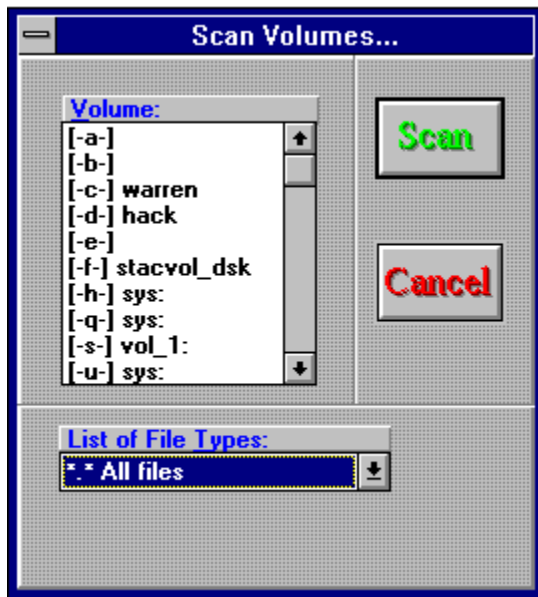 Scan Volumes...
Volume:
[-a-]
[-b-]
[-c-] warren
[-d-] hack
[-e-]
[-f-] stacvol_dsk
[-h-] sys:
[-q-] sys:
[-s-] vol_1:
[-u-] sys:
Scan
Cancel
List of File Types:
*.* All files